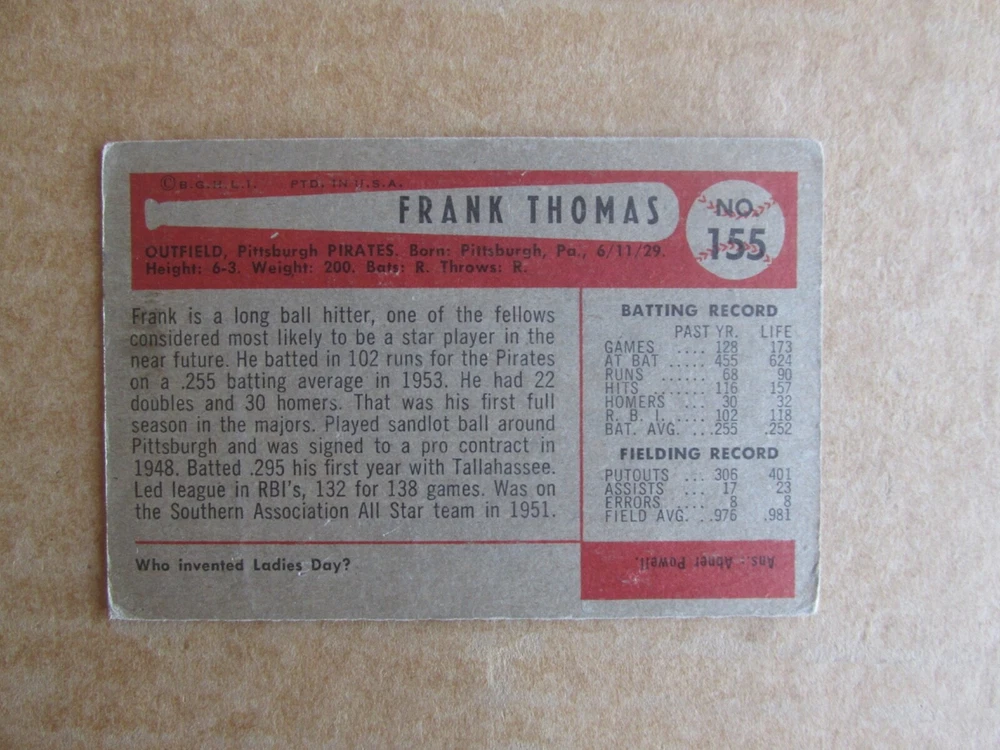 © B.G.H.L.I. PTD. IN U.S.A.
FRANK THOMAS
NO.
155
OUTFIELD, Pittsburgh PIRATES. Born: Pittsburgh, Pa., 6/11/29.
Height: 6-3. Weight: 200. Bats: R. Throws: R.
Frank is a long ball hitter, one of the fellows
considered most likely to be a star player in the
near future. He batted in 102 runs for the Pirates
on a .255 batting average in 1953. He had 22
doubles and 30 homers. That was his first full
season in the majors. Played sandlot ball around
Pittsburgh and was signed to a pro contract in
1948. Batted .295 his first year with Tallahassee.
Led league in RBI's, 132 for 138 games. Was on
the Southern Association All Star team in 1951.
BATTING RECORD
PAST YR. LIFE
GAMES .... 128 173
AT BAT ..... 455 624
RUNS ...... 68 90
HITS ...... 116 157
HOMERS ... 30 32
R. B. I. ..... 102 118
BAT. AVG. ... .255 .252
FIELDING RECORD
PUTOUTS ... 306 401
ASSISTS ... 17 23
ERRORS .... 8 8
FIELD AVG. .. .976 .981
Who invented Ladies Day?
Ans.: Abner Powell.